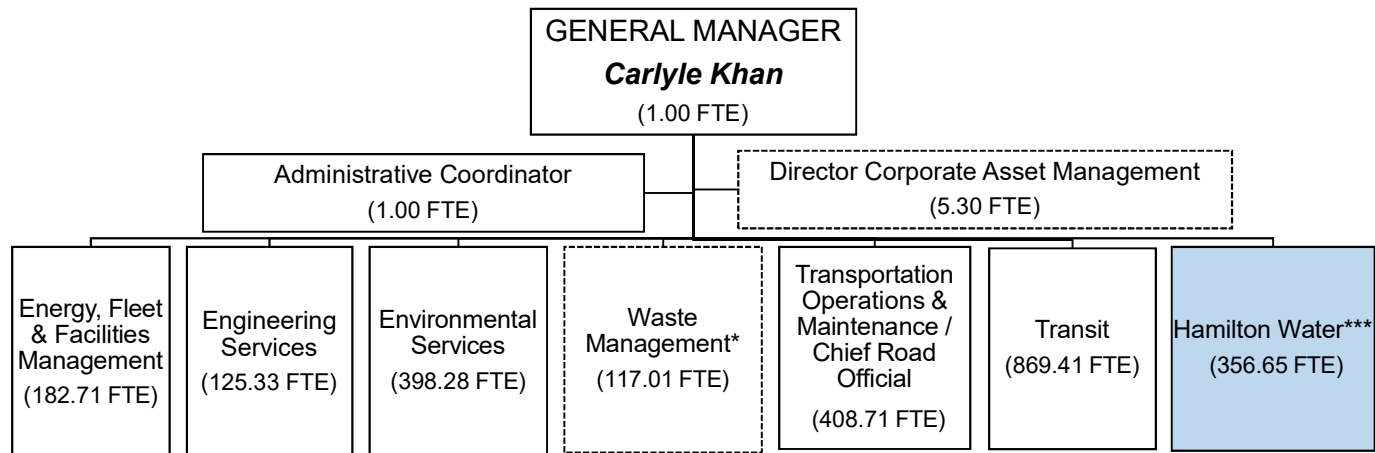 GENERAL MANAGER
Carlyle Khan
(1.00 FTE)
Administrative Coordinator
(1.00 FTE)
Director Corporate Asset Management
(5.30 FTE)
Energy, Fleet
& Facilities
Management
(182.71 FTE)
Engineering
Services
(125.33 FTE)
Environmental
Services
(398.28 FTE)
Waste
Management*
(117.01 FTE)
Transportation
Operations &
Maintenance /
Chief Road
Official
(408.71 FTE)
Transit
(869.41 FTE)
Hamilton Water***
(356.65 FTE)